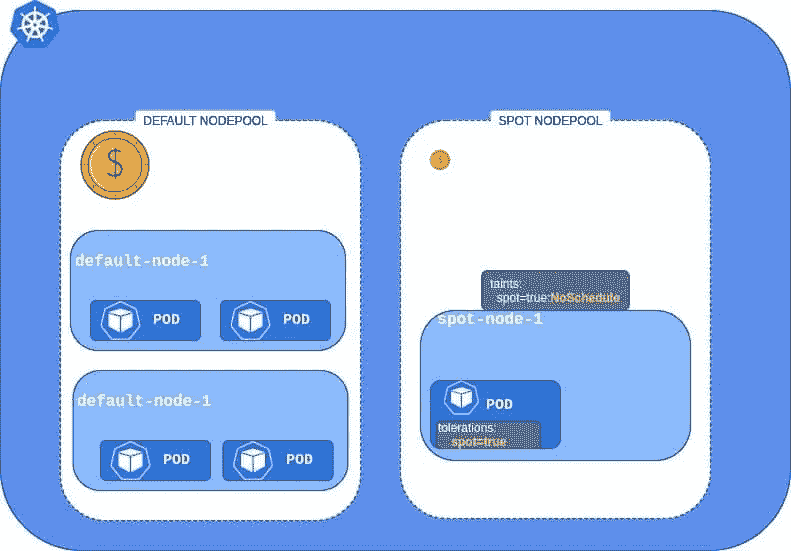 DEFAULT NODEPOOL
$
default-node-1
POD POD
default-node-1
POD POD
SPOT NODEPOOL
$
taints:
spot=true:NoSchedule
spot-node-1
POD
tolerations:
spot=true